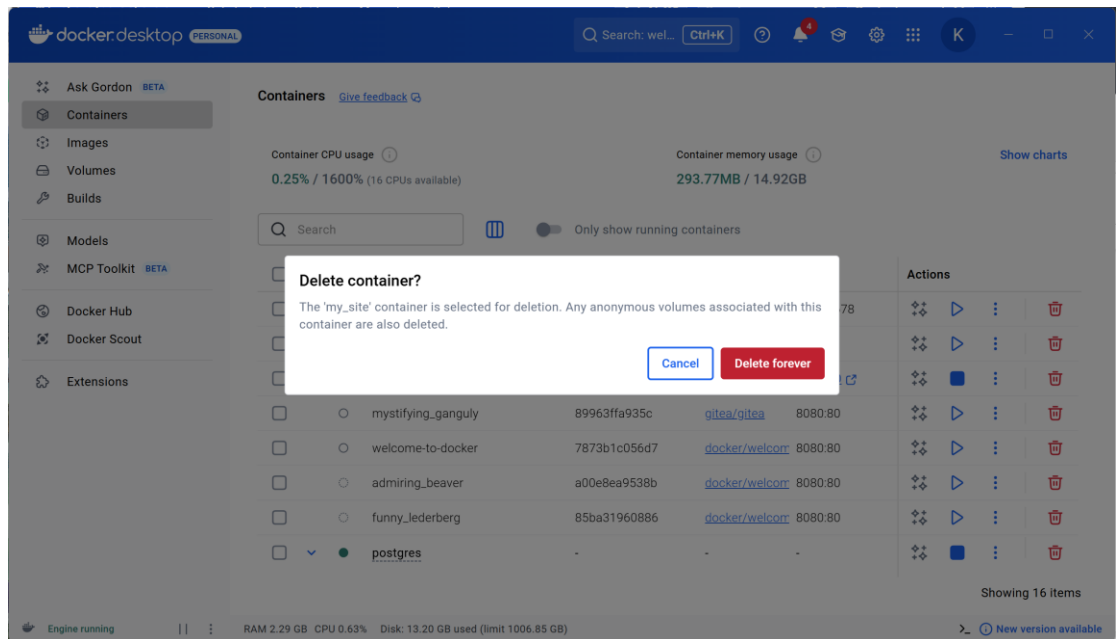 docker.desktop PERSONAL
Search: wel... Ctrl+K
4
K
Ask Gordon BETA
Containers
Images
Volumes
Builds
Models
MCP Toolkit BETA
Docker Hub
Docker Scout
Extensions
Containers Give feedback
Container CPU usage
0.25% / 1600% (16 CPUs available)
Container memory usage
293.77MB / 14.92GB
Show charts
Search
Only show running containers
Actions
78
Delete container?
The 'my_site' container is selected for deletion. Any anonymous volumes associated with this
container are also deleted.
Cancel Delete forever
mystifying_ganguly 89963ffa935c gitea/gitea 8080:80
welcome-to-docker 7873b1c056d7 docker/welcom 8080:80
admiring_beaver a00e8ea9538b docker/welcom 8080:80
funny_lederberg 85ba31960886 docker/welcom 8080:80
postgres - - -
Showing 16 items
Engine running
RAM 2.29 GB CPU 0.63% Disk: 13.20 GB used (limit 1006.85 GB)
New version available